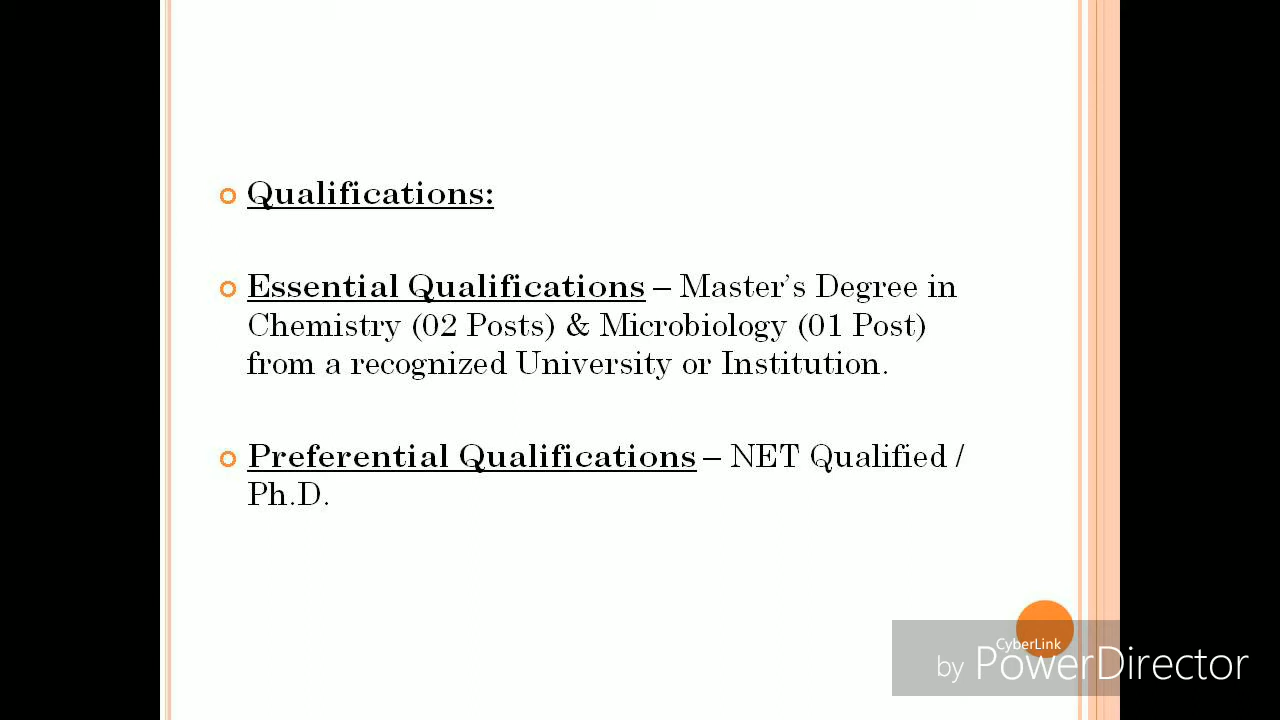 Qualifications:
Essential Qualifications – Master's Degree in
Chemistry (02 Posts) & Microbiology (01 Post)
from a recognized University or Institution.
Preferential Qualifications – NET Qualified /
Ph.D.
CyberLink
by PowerDirector